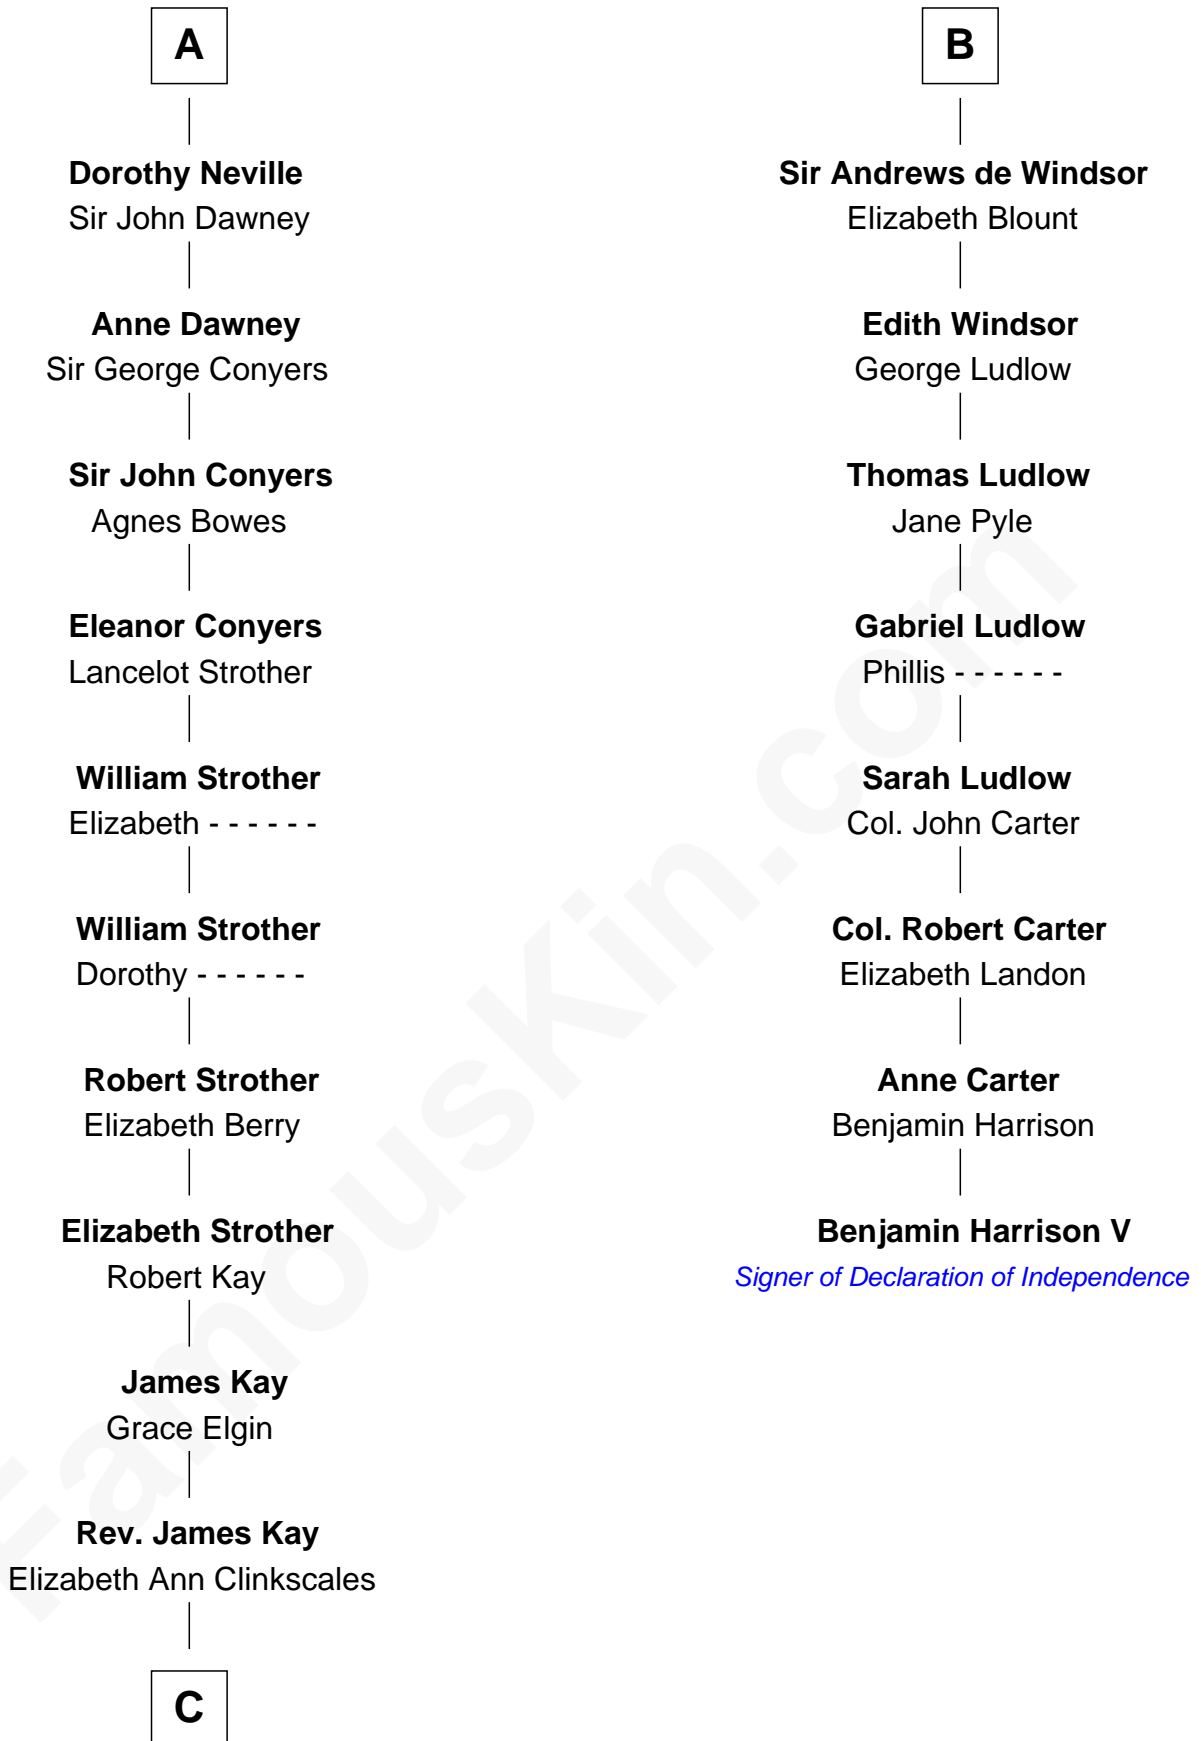 A
Dorothy Neville
Sir John Dawney
Anne Dawney
Sir George Conyers
Sir John Conyers
Agnes Bowes
Eleanor Conyers
Lancelot Strother
William Strother
Elizabeth - - - - - -
William Strother
Dorothy - - - - - -
Robert Strother
Elizabeth Berry
Elizabeth Strother
Robert Kay
James Kay
Grace Elgin
Rev. James Kay
Elizabeth Ann Clinkscales
C
B
Sir Andrews de Windsor
Elizabeth Blount
Edith Windsor
George Ludlow
Thomas Ludlow
Jane Pyle
Gabriel Ludlow
Phillis - - - - - -
Sarah Ludlow
Col. John Carter
Col. Robert Carter
Elizabeth Landon
Anne Carter
Benjamin Harrison
Benjamin Harrison V
Signer of Declaration of Independence
FamousKin.com